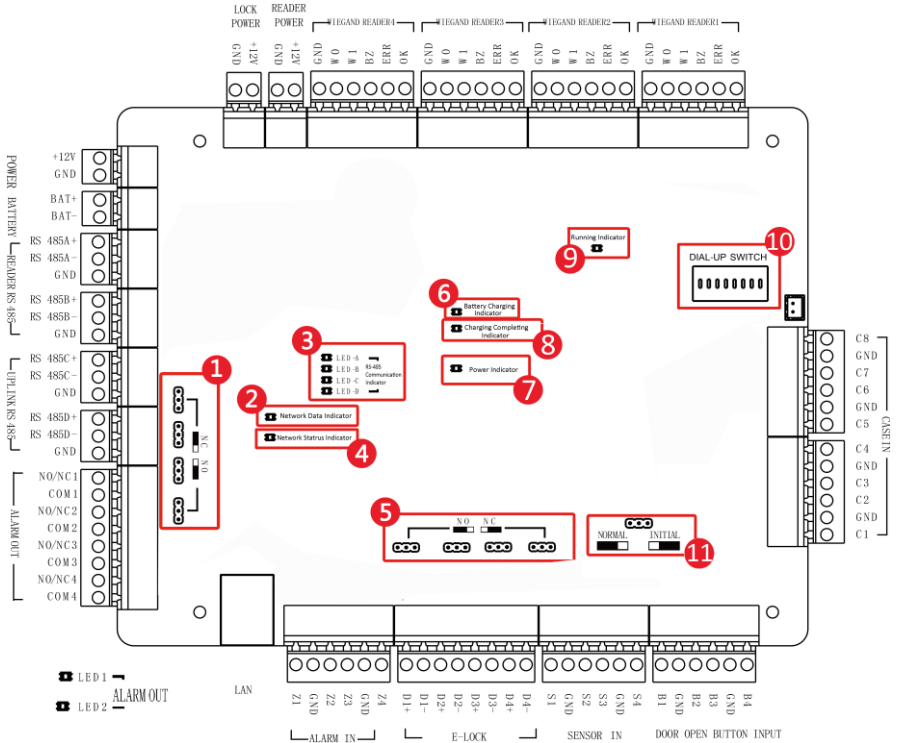 LOCK POWER
READER POWER
WIEGAND READER4
WIEGAND READER3
WIEGAND READER2
WIEGAND READER1
GND +12V
GND +12V
GND W0 W1 BZ ERR OK
GND W0 W1 BZ ERR OK
GND W0 W1 BZ ERR OK
GND W0 W1 BZ ERR OK
POWER
+12V
GND
BATTERY
BAT+
BAT-
READER RS 485
RS 485A+
RS 485A-
GND
RS 485B+
RS 485B-
GND
UPLINK RS 485
RS 485C+
RS 485C-
GND
RS 485D+
RS 485D-
GND
ALARM OUT
NO/NC1
COM1
NO/NC2
COM2
NO/NC3
COM3
NO/NC4
COM4
1
NC
NO
2
Network Data Indicator
3
LED-A
LED-B
LED-C
LED-D
RS-485
Communication
Indicator
Network Statrus Indicator
4
5
NO NC
6
Battery Charging
Indicator
Charging Completing
Indicator
8
Power Indicator
7
Running Indicator
9
10
DIAL-UP SWITCH
NORMAL INITIAL
11
C8
GND
C7
C6
GND
C5
C4
GND
C3
C2
GND
C1
CASE IN
LED1
LED2
ALARM OUT
LAN
Z1 GND Z2 Z3 GND Z4
ALARM IN
D1+ D1- D2+ D2- D3+ D3- D4+ D4-
E-LOCK
S1 GND S2 S3 GND S4
SENSOR IN
B1 GND B2 B3 GND B4
DOOR OPEN BUTTON INPUT